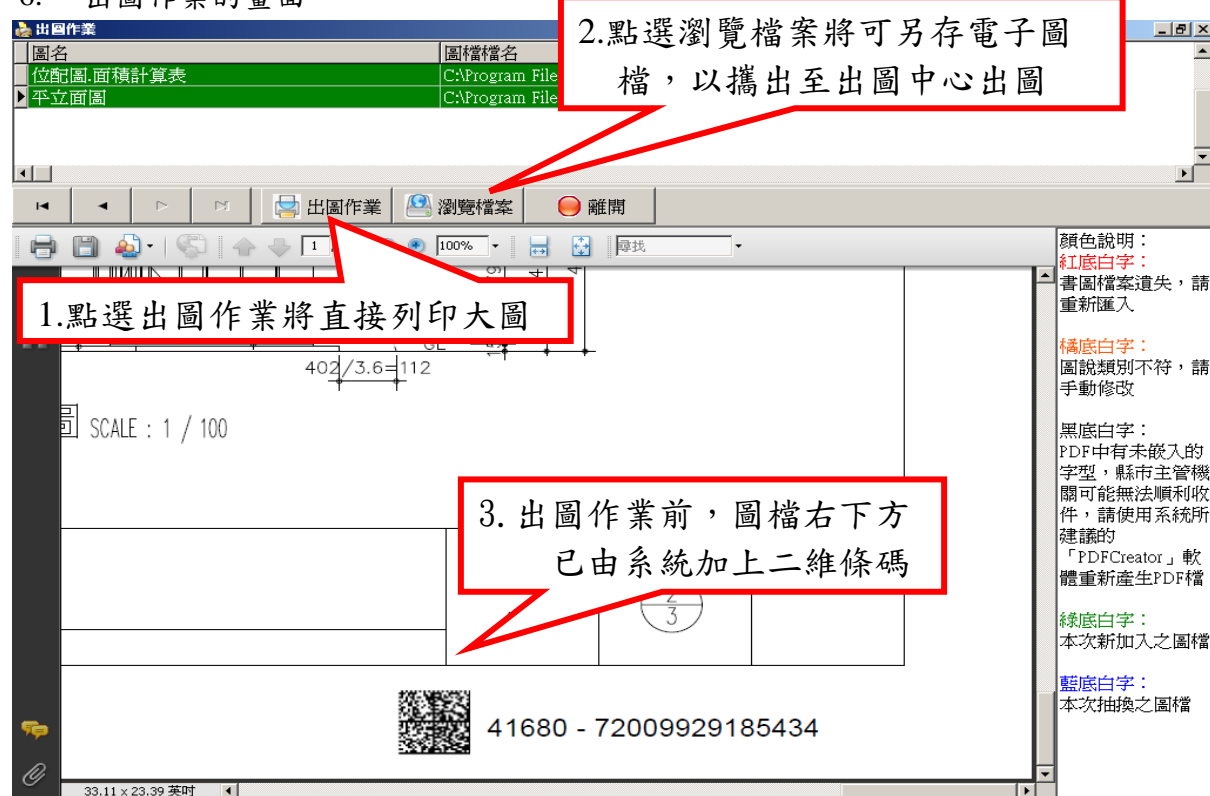 出圖作業的畫面
出圖作業
圖名
圖檔檔名
位配圖.面積計算表
C:\Program File
平立面圖
C:\Program File
2.點選瀏覽檔案將可另存電子圖
檔，以攜出至出圖中心出圖
出圖作業
瀏覽檔案
離開
1
100%
尋找
1.點選出圖作業將直接列印大圖
402/3.6=112
圖 SCALE : 1 / 100
3. 出圖作業前，圖檔右下方
已由系統加上二維條碼
2
3
41680 - 72009929185434
33.11 x 23.39 英吋
顏色說明：
紅底白字：
書圖檔案遺失，請
重新匯入
橘底白字：
圖說類別不符，請
手動修改
黑底白字：
PDF中有未嵌入的
字型，縣市主管機
關可能無法順利收
件，請使用系統所
建議的
「PDFCreator」軟
體重新產生PDF檔
綠底白字：
本次新加入之圖檔
藍底白字：
本次抽換之圖檔